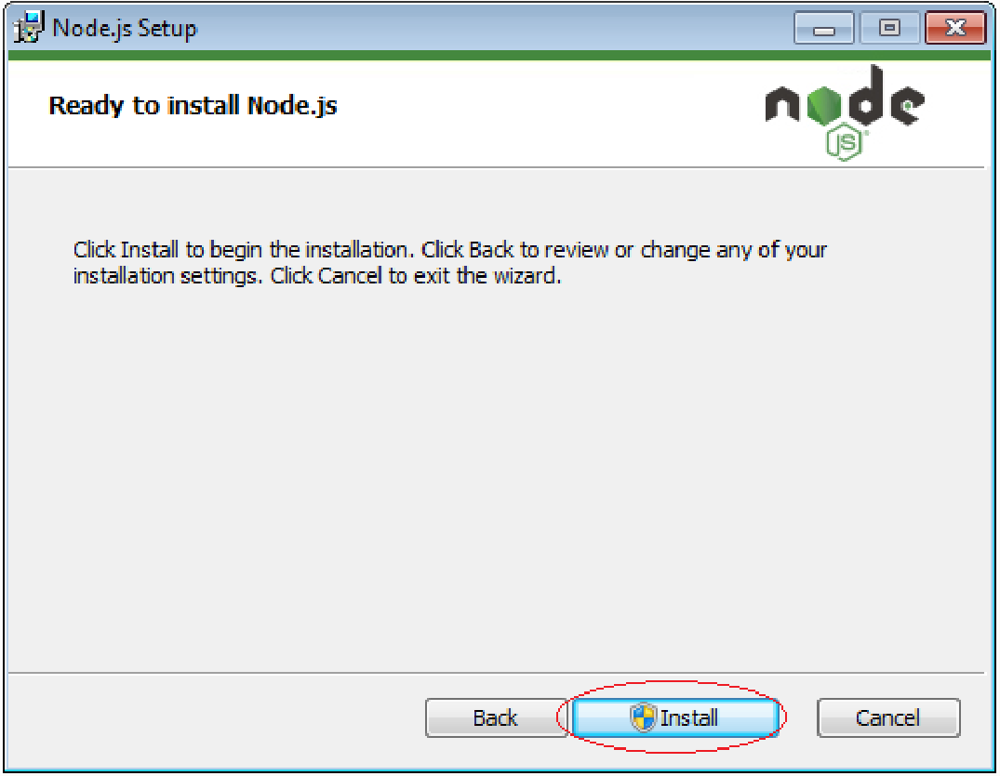 Node.js Setup
Ready to install Node.js
node
JS
Click Install to begin the installation. Click Back to review or change any of your
installation settings. Click Cancel to exit the wizard.
Back
Install
Cancel